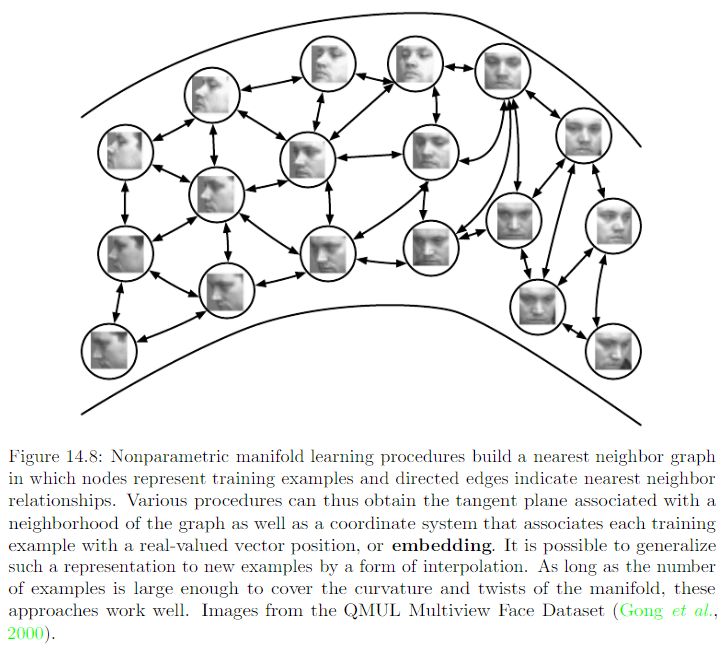 Figure 14.8: Nonparametric manifold learning procedures build a nearest neighbor graph
in which nodes represent training examples and directed edges indicate nearest neighbor
relationships. Various procedures can thus obtain the tangent plane associated with a
neighborhood of the graph as well as a coordinate system that associates each training
example with a real-valued vector position, or embedding. It is possible to generalize
such a representation to new examples by a form of interpolation. As long as the number
of examples is large enough to cover the curvature and twists of the manifold, these
approaches work well. Images from the QMUL Multiview Face Dataset (Gong et al.,
2000).